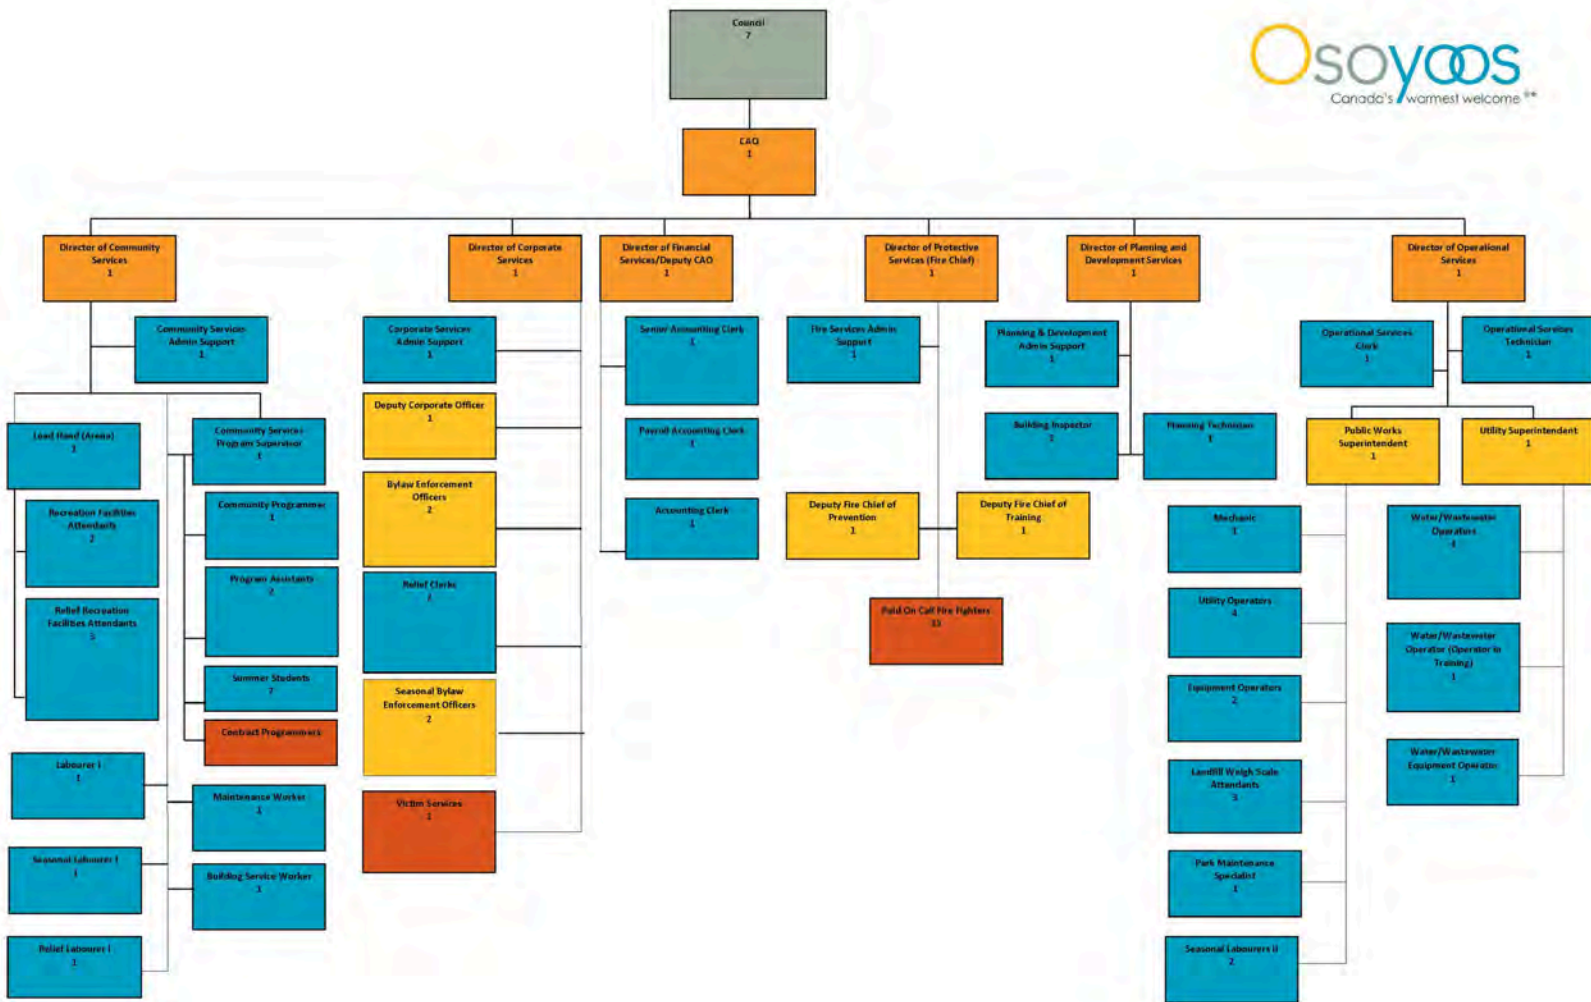 Council
7
Osoyoos
Canada's warmest welcome
CAO
1
Director of Community
Services
1
Director of Corporate
Services
1
Director of Financial
Services/Deputy CAO
1
Director of Protective
Services (Fire Chief)
1
Director of Planning and
Development Services
1
Director of Operational
Services
1
Community Services
Admin Support
1
Corporate Services
Admin Support
1
Senior Accounting Clerk
1
Fire Services Admin
Support
1
Planning & Development
Admin Support
1
Operational Services
Clerk
1
Operational Services
Technician
1
Lead Hand (Arena)
1
Community Services
Program Supervisor
1
Deputy Corporate Officer
1
Payroll Accounting Clerk
1
Building Inspector
1
Planning Technician
1
Public Works
Superintendent
1
Utility Superintendent
1
Recreation Facilities
Attendants
2
Community Programmer
1
Bylaw Enforcement
Officers
2
Accounting Clerk
1
Deputy Fire Chief of
Prevention
1
Deputy Fire Chief of
Training
1
Mechanic
1
Water/Wastewater
Operators
4
Relief Recreation
Facilities Attendants
3
Program Assistants
2
Relief Clerks
Paid On Call Fire Fighters
33
Utility Operators
4
Water/Wastewater
Operator (Operator in
Training)
1
Summer Students
Seasonal Bylaw
Enforcement Officers
2
Equipment Operators
2
Contract Programmers
Labourer I
1
Maintenance Worker
1
Victim Services
1
Landfill Weigh Scale
Attendants
3
Water/Wastewater
Equipment Operator
1
Seasonal Labourer I
1
Building Service Worker
1
Park Maintenance
Specialist
1
Relief Labourer I
1
Seasonal Labourers II
2